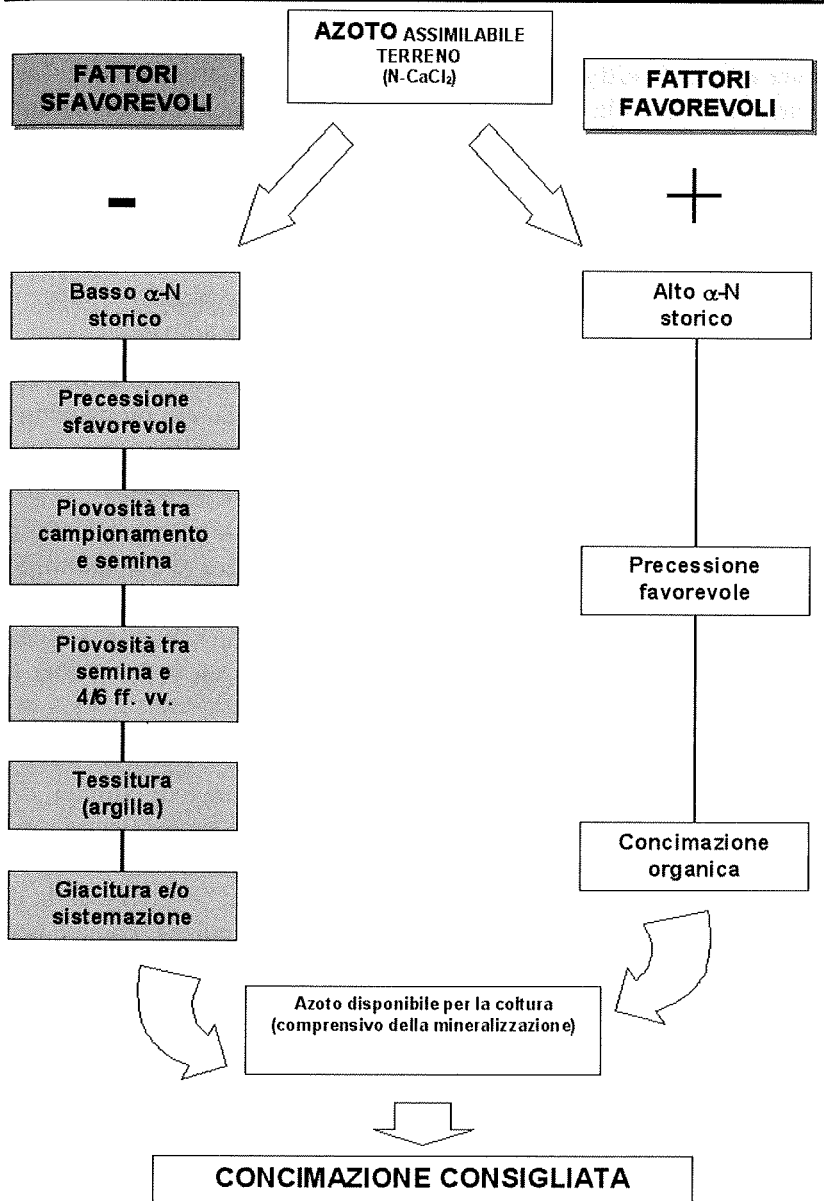 AZOTO ASSIMILABILE
TERRENO
(N-CaCl₂)
FATTORI
SFAVOREVOLI
FATTORI
FAVOREVOLI
-
+
Basso α-N
storico
Precessione
sfavorevole
Piovosità tra
campionamento
e semina
Piovosità tra
semina e
4/6 ff. vv.
Tessitura
(argilla)
Giacitura e/o
sistemazione
Alto α-N
storico
Precessione
favorevole
Concimazione
organica
Azoto disponibile per la coltura
(comprensivo della mineralizzazione)
CONCIMAZIONE CONSIGLIATA